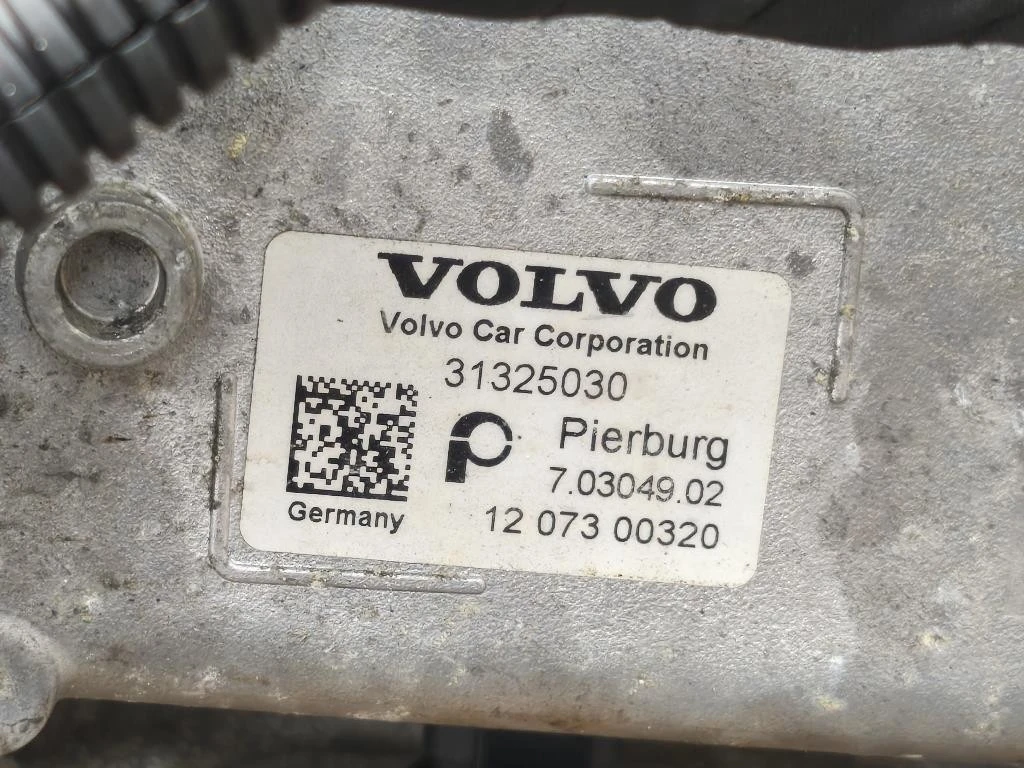 VOLVO
Volvo Car Corporation
31325030
Pierburg
7.03049.02
Germany
12 073 00320